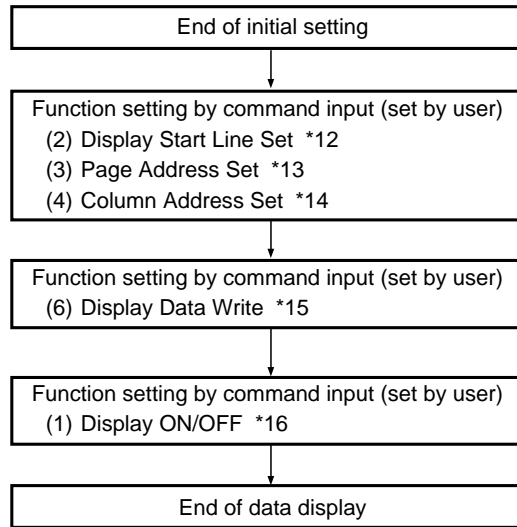 End of initial setting
Function setting by command input (set by user)
(2) Display Start Line Set *12
(3) Page Address Set *13
(4) Column Address Set *14
Function setting by command input (set by user)
(6) Display Data Write *15
Function setting by command input (set by user)
(1) Display ON/OFF *16
End of data display